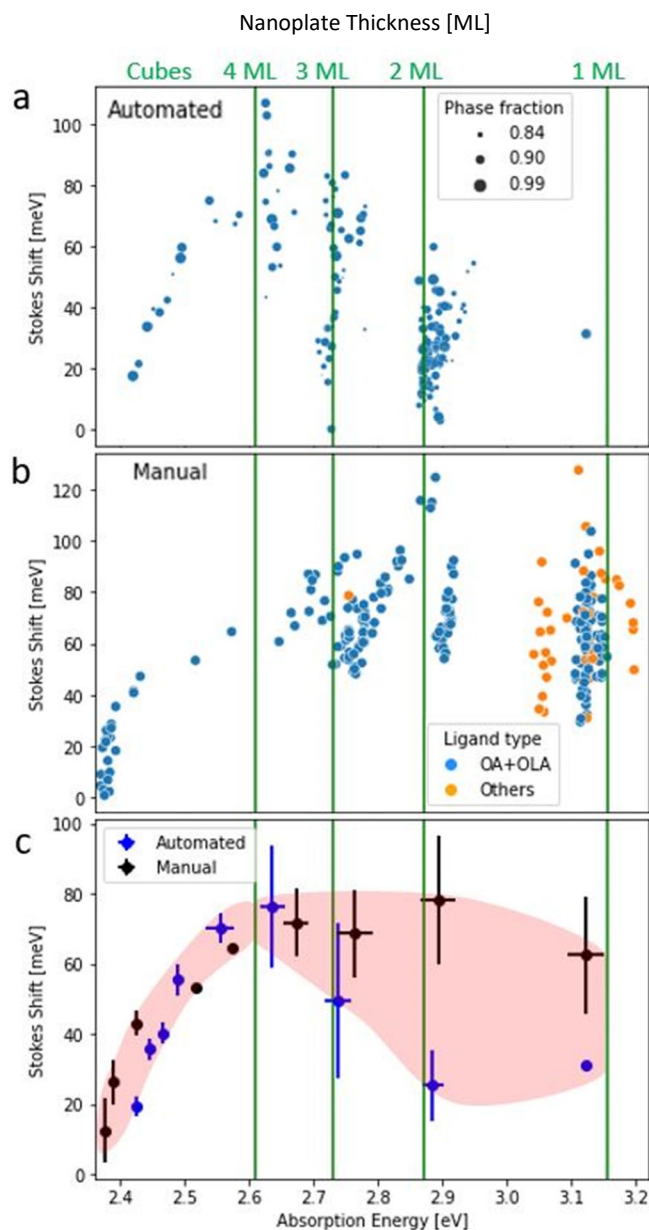 Nanoplate Thickness [ML]
Cubes 4 ML 3 ML 2 ML 1 ML
a
Automated
Phase fraction
0.84
0.90
0.99
100
80
60
40
20
0
Stokes Shift [meV]
b
Manual
120
100
80
60
40
20
0
Stokes Shift [meV]
Ligand type
OA+OLA
Others
c
Automated
Manual
100
80
60
40
20
0
Stokes Shift [meV]
2.4 2.5 2.6 2.7 2.8 2.9 3.0 3.1 3.2
Absorption Energy [eV]